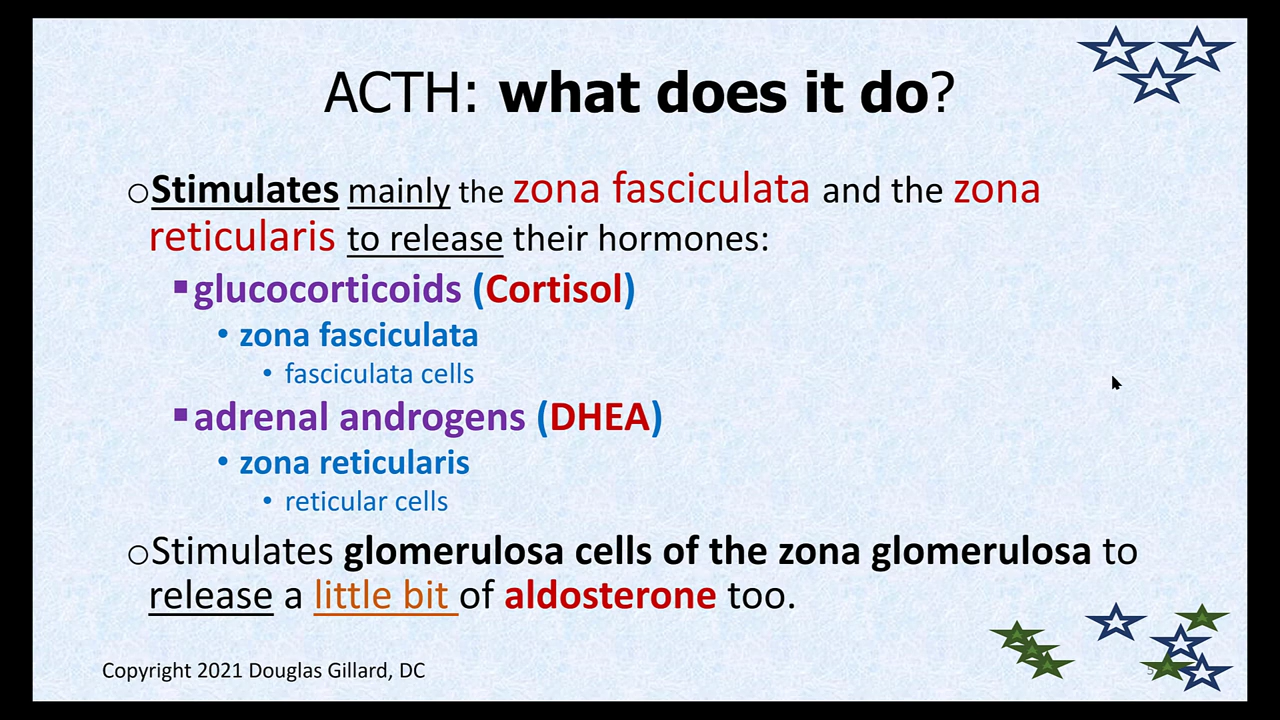 ACTH: what does it do?
oStimulates mainly the zona fasciculata and the zona
reticularis to release their hormones:
▪glucocorticoids (Cortisol)
• zona fasciculata
• fasciculata cells
▪adrenal androgens (DHEA)
• zona reticularis
• reticular cells
oStimulates glomerulosa cells of the zona glomerulosa to
release a little bit of aldosterone too.
Copyright 2021 Douglas Gillard, DC